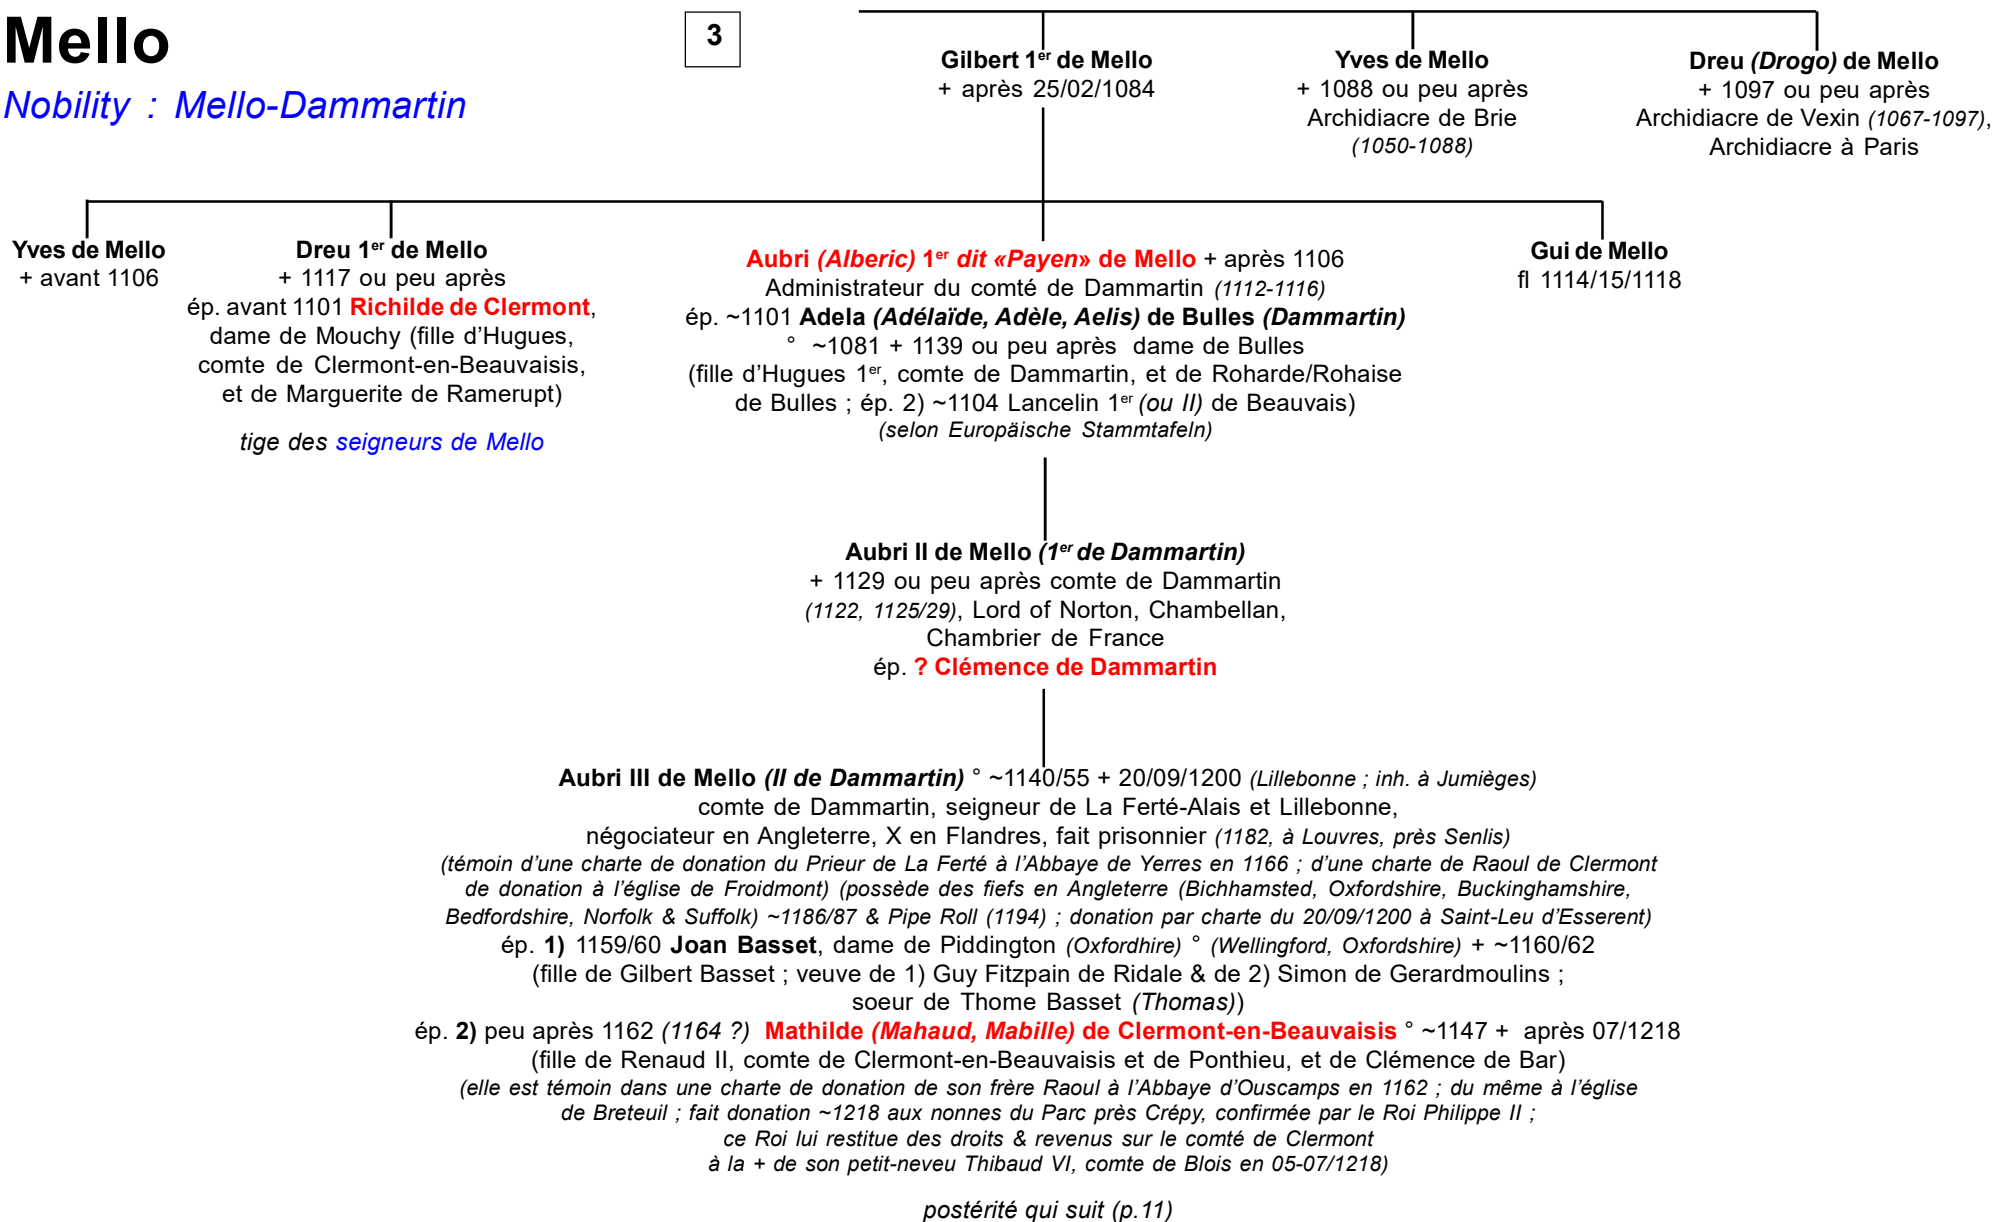 Mello
Nobility : Mello-Dammartin
3
Gilbert 1er de Mello
+ après 25/02/1084
Yves de Mello
+ 1088 ou peu après
Archidiacre de Brie
(1050-1088)
Dreu (Drogo) de Mello
+ 1097 ou peu après
Archidiacre de Vexin (1067-1097),
Archidiacre à Paris
Yves de Mello
+ avant 1106
Dreu 1er de Mello
+ 1117 ou peu après
ép. avant 1101 Richilde de Clermont,
dame de Mouchy (fille d’Hugues,
comte de Clermont-en-Beauvaisis,
et de Marguerite de Ramerupt)
tige des seigneurs de Mello
Aubri (Alberic) 1er dit «Payen» de Mello + après 1106
Administrateur du comté de Dammartin (1112-1116)
ép. ~1101 Adela (Adélaïde, Adèle, Aelis) de Bulles (Dammartin)
° ~1081 + 1139 ou peu après dame de Bulles
(fille d’Hugues 1er, comte de Dammartin, et de Roharde/Rohaise
de Bulles ; ép. 2) ~1104 Lancelin 1er (ou II) de Beauvais)
(selon Europäische Stammtafeln)
Gui de Mello
fl 1114/15/1118
Aubri II de Mello (1er de Dammartin)
+ 1129 ou peu après comte de Dammartin
(1122, 1125/29), Lord of Norton, Chambellan,
Chambrier de France
ép. ? Clémence de Dammartin
Aubri III de Mello (II de Dammartin) ° ~1140/55 + 20/09/1200 (Lillebonne ; inh. à Jumièges)
comte de Dammartin, seigneur de La Ferté-Alais et Lillebonne,
négociateur en Angleterre, X en Flandres, fait prisonnier (1182, à Louvres, près Senlis)
(témoin d’une charte de donation du Prieur de La Ferté à l’Abbaye de Yerres en 1166 ; d’une charte de Raoul de Clermont
de donation à l’église de Froidmont) (possède des fiefs en Angleterre (Bichhamsted, Oxfordshire, Buckinghamshire,
Bedfordshire, Norfolk & Suffolk) ~1186/87 & Pipe Roll (1194) ; donation par charte du 20/09/1200 à Saint-Leu d’Esserent)
ép. 1) 1159/60 Joan Basset, dame de Piddington (Oxfordhire) ° (Wellingford, Oxfordshire) + ~1160/62
(fille de Gilbert Basset ; veuve de 1) Guy Fitzpain de Ridale & de 2) Simon de Gerardmoulins ;
soeur de Thome Basset (Thomas))
ép. 2) peu après 1162 (1164 ?) Mathilde (Mahaud, Mabille) de Clermont-en-Beauvaisis ° ~1147 + après 07/1218
(fille de Renaud II, comte de Clermont-en-Beauvaisis et de Ponthieu, et de Clémence de Bar)
(elle est témoin dans une charte de donation de son frère Raoul à l’Abbaye d’Ouscamps en 1162 ; du même à l’église
de Breteuil ; fait donation ~1218 aux nonnes du Parc près Crépy, confirmée par le Roi Philippe II ;
ce Roi lui restitue des droits & revenus sur le comté de Clermont
à la + de son petit-neveu Thibaud VI, comte de Blois en 05-07/1218)
postérité qui suit (p.11)